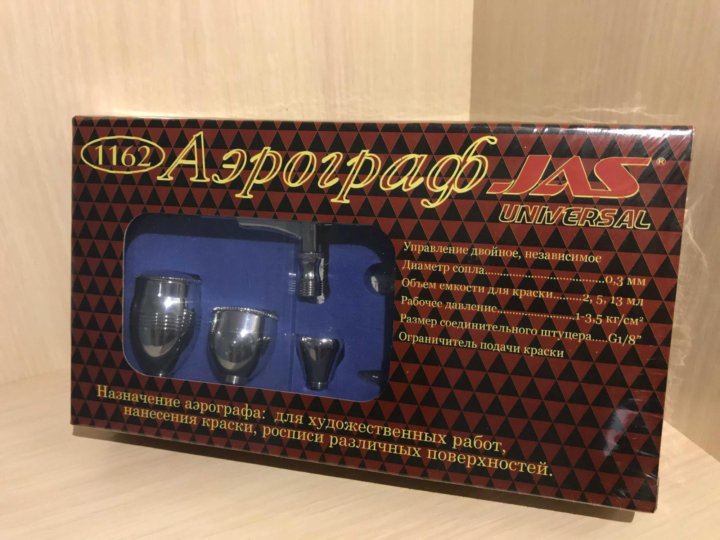 1162 Аэрограф JAS®
UNIVERSAL
Управление двойное, независимое
Диаметр сопла....................................0,3 мм
Объем емкости для краски.........2, 5, 13 мл
Рабочее давление.......................1-3,5 кг/см²
Размер соединительного штуцера....G1/8"
Ограничитель подачи краски
Назначение аэрографа: для художественных работ,
нанесения краски, росписи различных поверхностей.